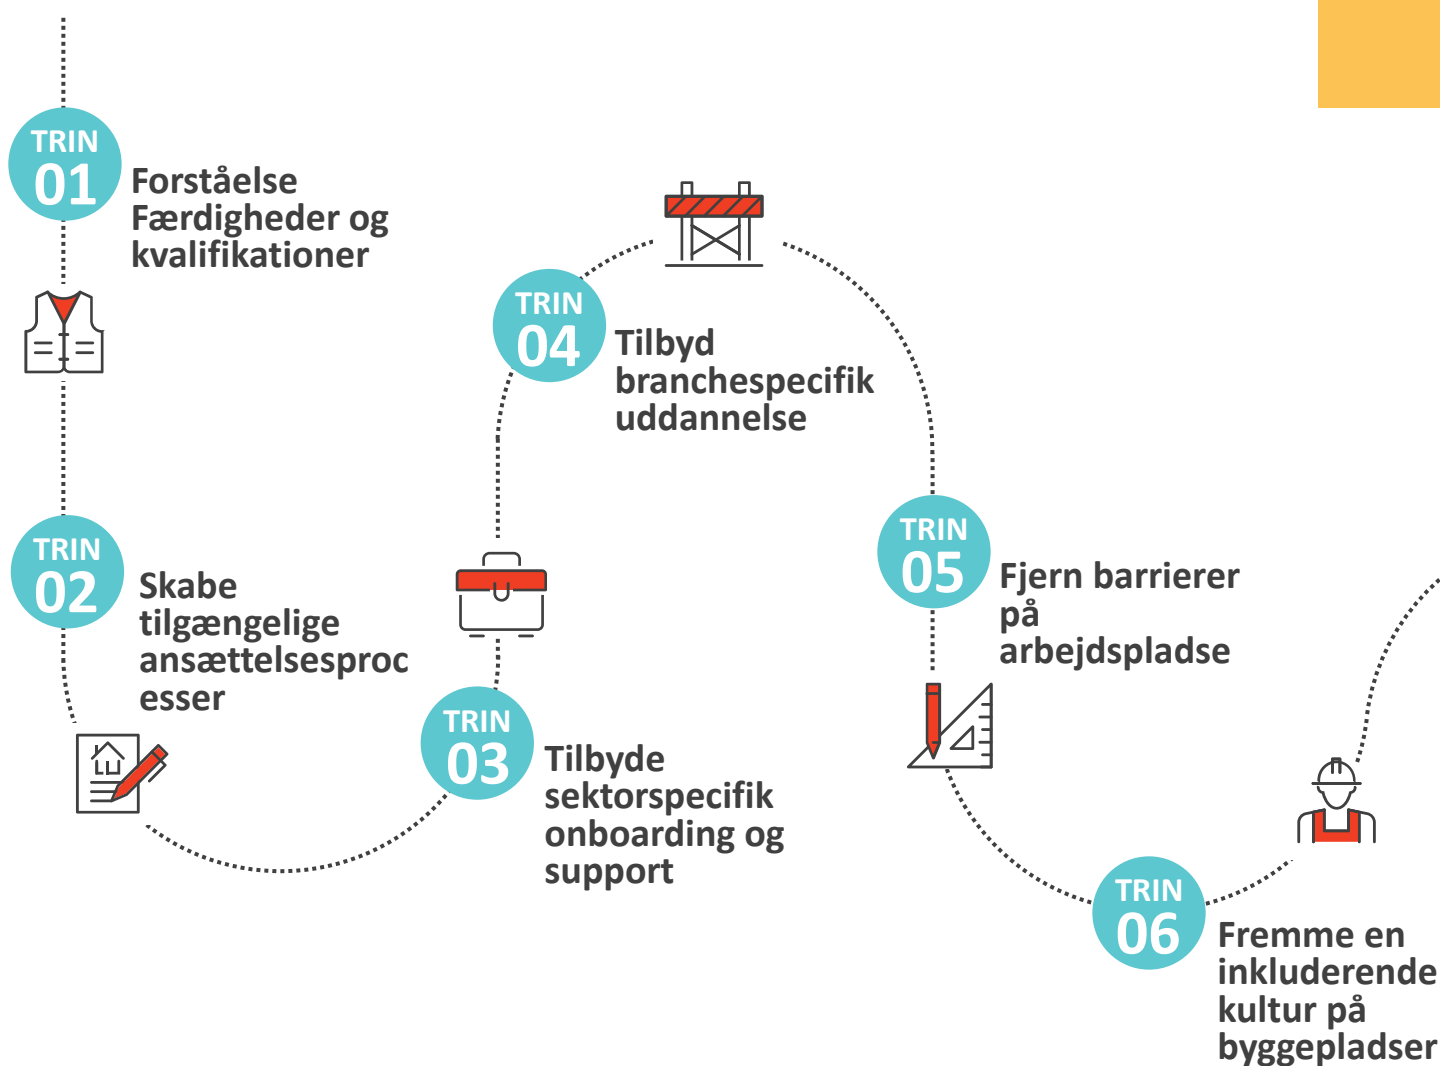 TRIN
01
Forståelse
Færdigheder og
kvalifikationer
TRIN
02
Skabe
tilgængelige
ansættelsesproc
esser
TRIN
03
Tilbyde
sektorspecifik
onboarding og
support
TRIN
04
Tilbyd
branchespecifik
uddannelse
TRIN
05
Fjern barrierer
på
arbejdspladse
TRIN
06
Fremme en
inkluderende
kultur på
byggepladser